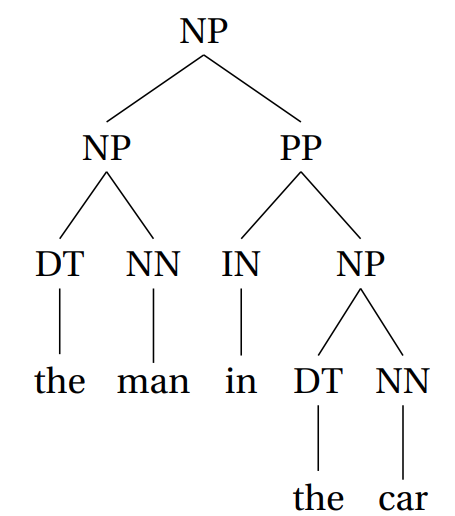 NP
NP PP
DT NN IN NP
the man in DT NN
the car